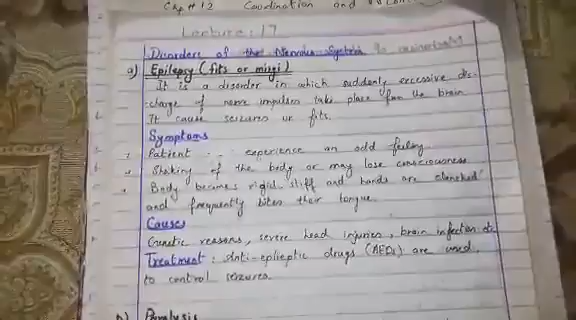 Chp # 12 Coordination and
Lecture : 17
Disorders of the Nervous System
a) Epilepsy (fits or mirgi)
It is a disorder in which suddenly excessive dis-
charge of nerve impulses take place from the brain
It cause seizures or fits.
Symptoms
Patient experience an odd feeling
Shaking of the body or may lose consciousness
Body becomes rigid, stiff and hands are clenched
and frequently bites their tongue.
Causes
Genetic reasons, severe head injuries, brain infection
Treatment : Anti-epileptic drugs (AEDs) are used
to control seizures.
b) Paralysis